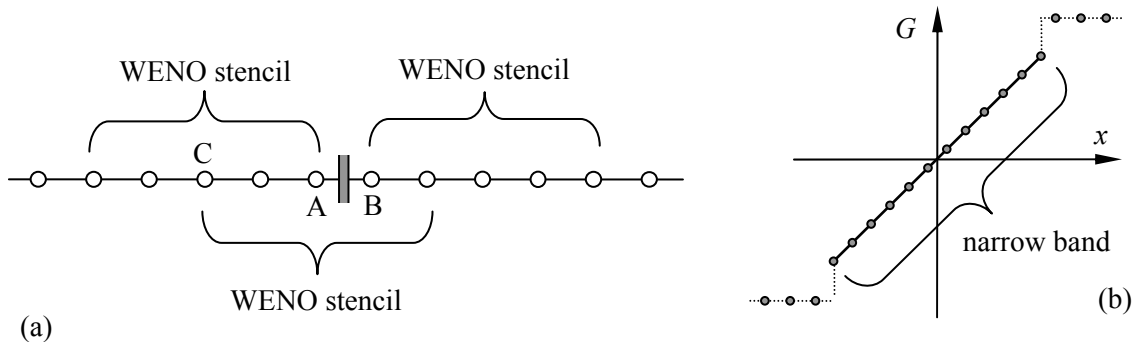 WENO stencil
WENO stencil
C
A
B
WENO stencil
(a)
G
x
narrow band
(b)